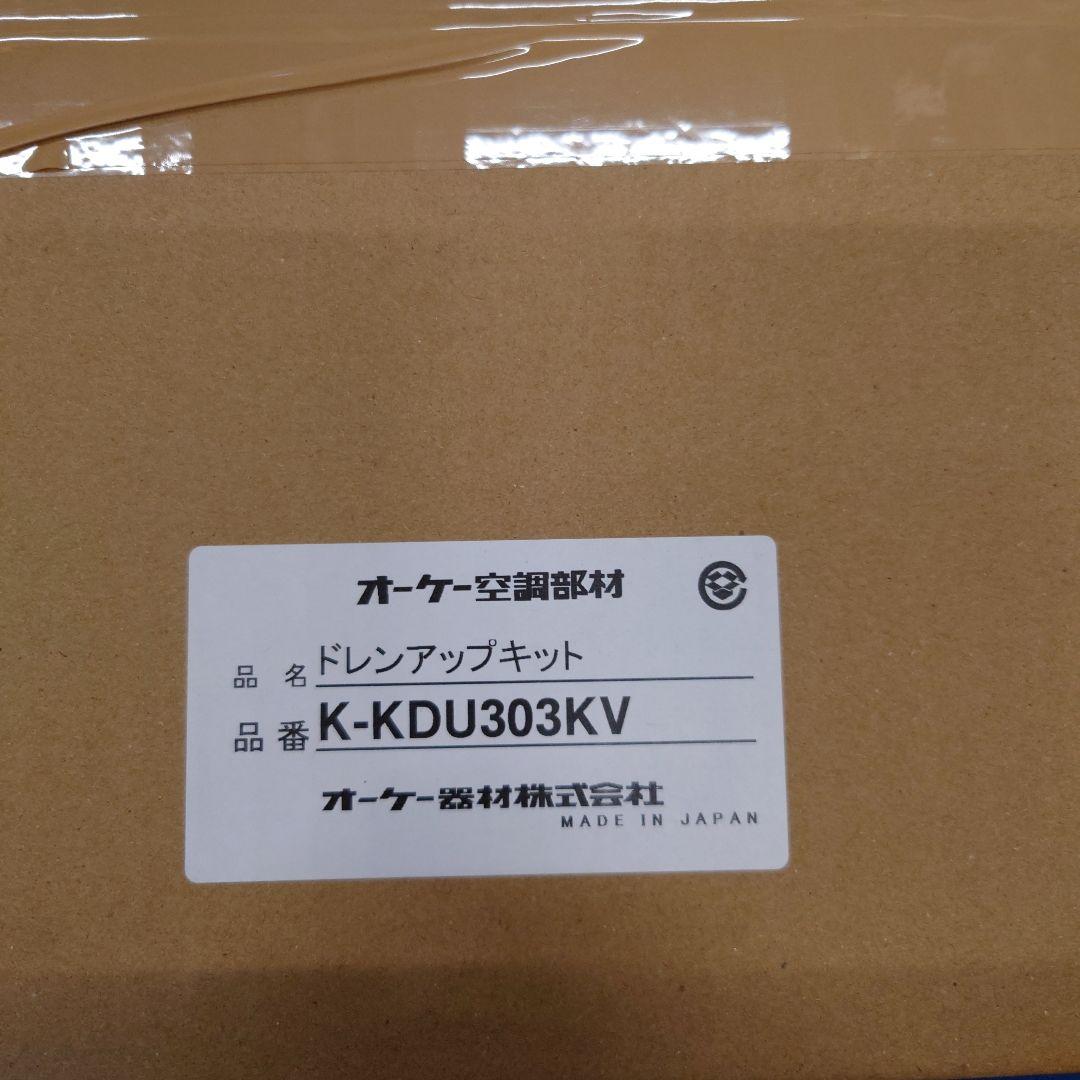 オーケー空調部材
品名 ドレンアップキット
品番 K-KDU303KV
オーケー器材株式会社
MADE IN JAPAN